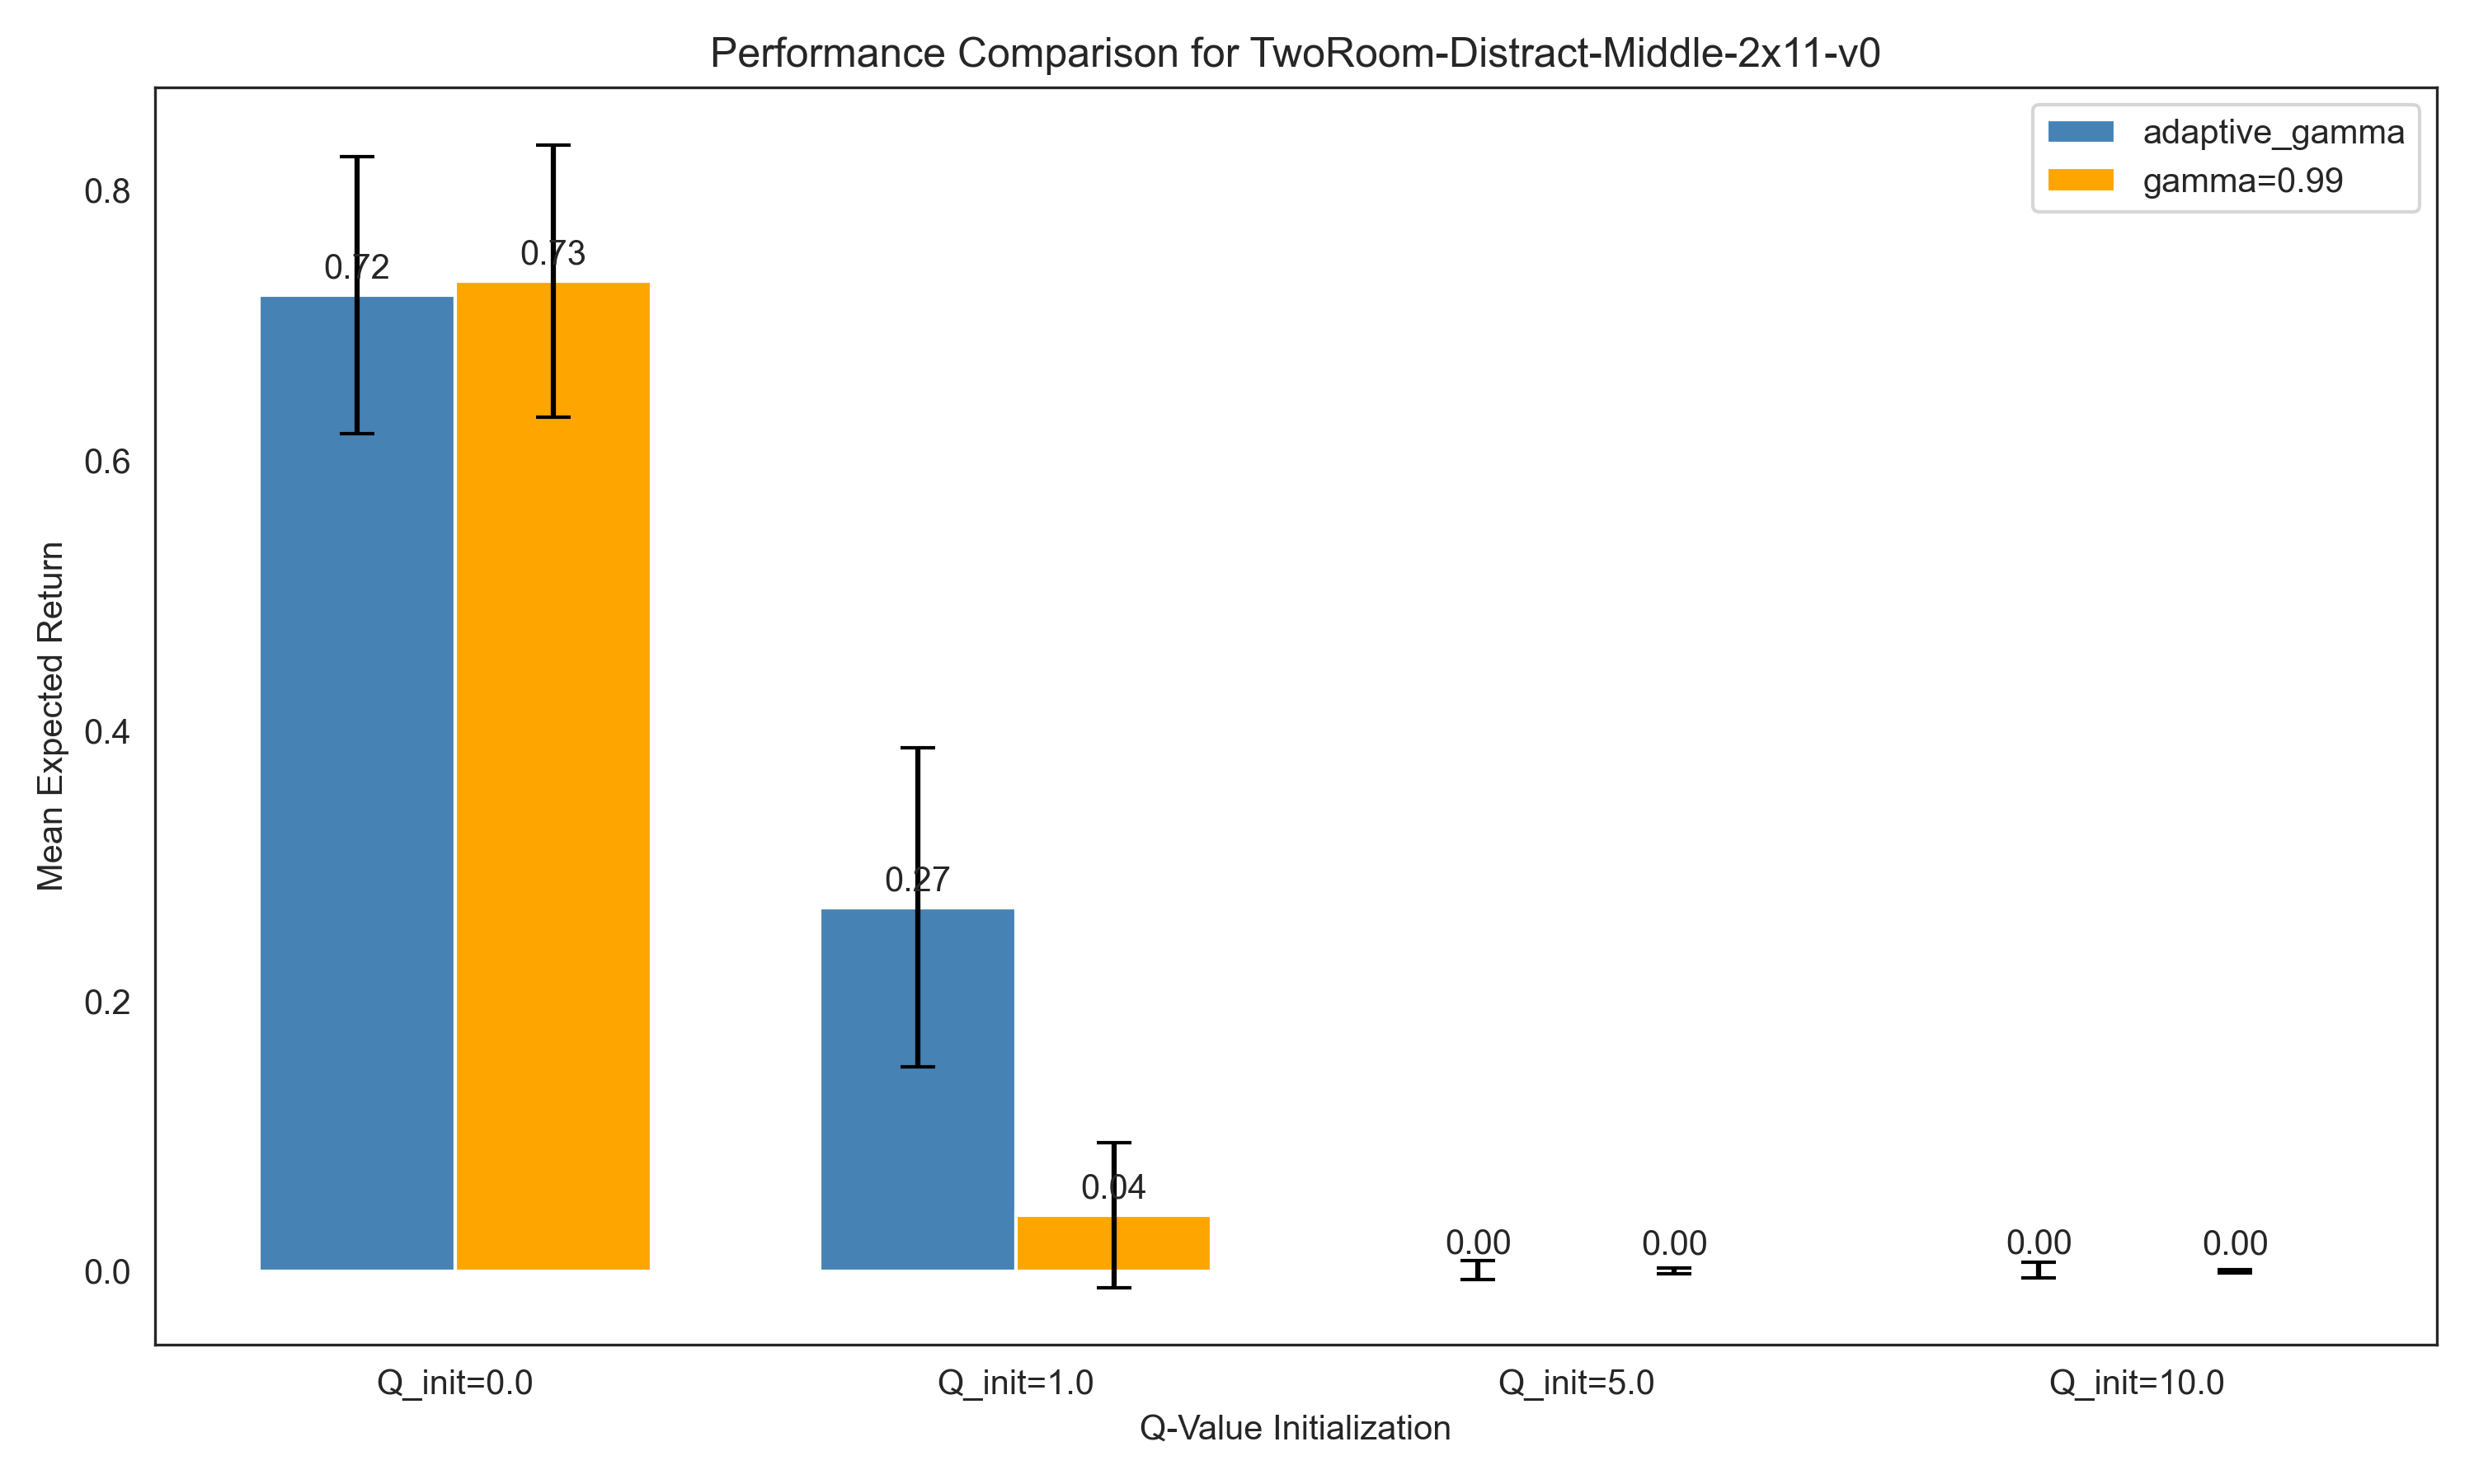 Performance Comparison for TwoRoom-Distract-Middle-2x11-v0
adaptive_gamma
gamma=0.99
Mean Expected Return
0.8
0.6
0.4
0.2
0.0
0.72
0.73
0.27
0.04
0.00
0.00
0.00
0.00
Q_init=0.0
Q_init=1.0
Q_init=5.0
Q_init=10.0
Q-Value Initialization